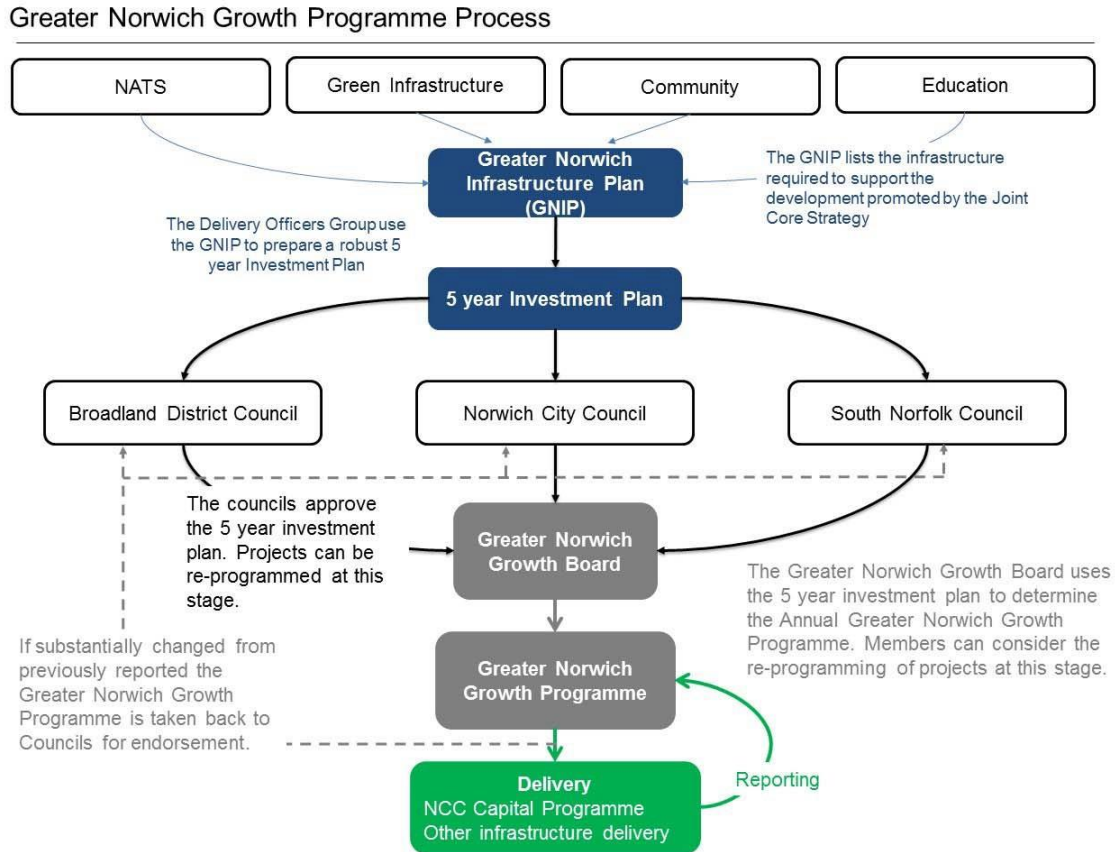 Greater Norwich Growth Programme Process
NATS
Green Infrastructure
Community
Education
Greater Norwich
Infrastructure Plan
(GNIP)
The GNIP lists the infrastructure
required to support the
development promoted by the Joint
Core Strategy
The Delivery Officers Group use
the GNIP to prepare a robust 5
year Investment Plan
5 year Investment Plan
Broadland District Council
Norwich City Council
South Norfolk Council
The councils approve
the 5 year investment
plan. Projects can be
re-programmed at this
stage.
Greater Norwich
Growth Board
The Greater Norwich Growth Board uses
the 5 year investment plan to determine
the Annual Greater Norwich Growth
Programme. Members can consider the
re-programming of projects at this stage.
If substantially changed from
previously reported the
Greater Norwich Growth
Programme is taken back to
Councils for endorsement.
Greater Norwich
Growth Programme
Delivery
NCC Capital Programme
Other infrastructure delivery
Reporting